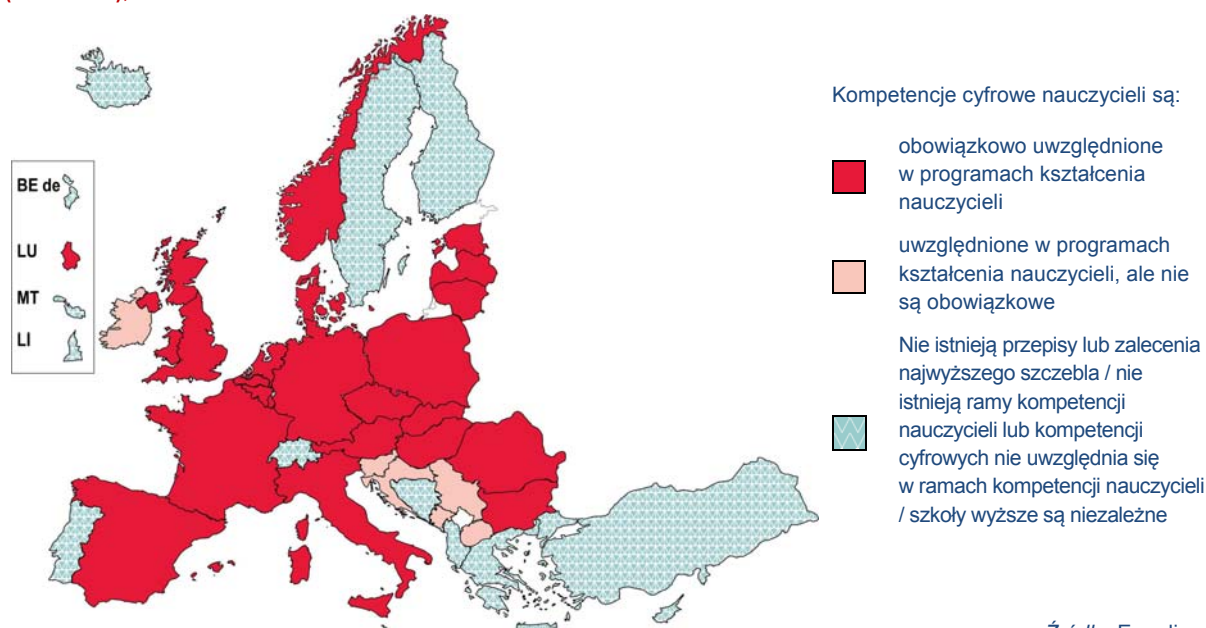 Kompetencje cyfrowe nauczycieli są:
obowiązkowo uwzględnione
w programach kształcenia
nauczycieli
uwzględnione w programach
kształcenia nauczycieli, ale nie
są obowiązkowe
Nie istnieją przepisy lub zalecenia
najwyższego szczebla / nie
istnieją ramy kompetencji
nauczycieli lub kompetencji
cyfrowych nie uwzględnia się
w ramach kompetencji nauczycieli
/ szkoły wyższe są niezależne
BE de
LU
MT
LI